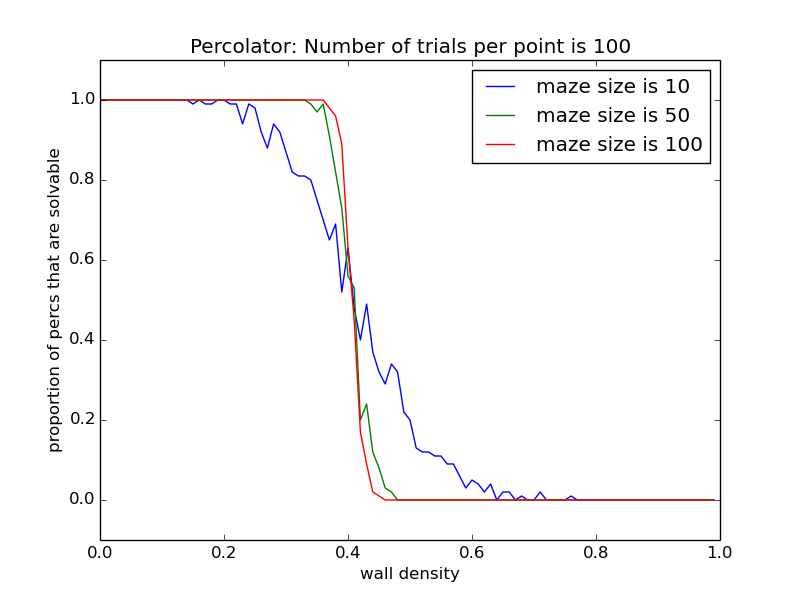 Percolator: Number of trials per point is 100
maze size is 10
maze size is 50
maze size is 100
proportion of percs that are solvable
1.0
0.8
0.6
0.4
0.2
0.0
0.0 0.2 0.4 0.6 0.8 1.0
wall density